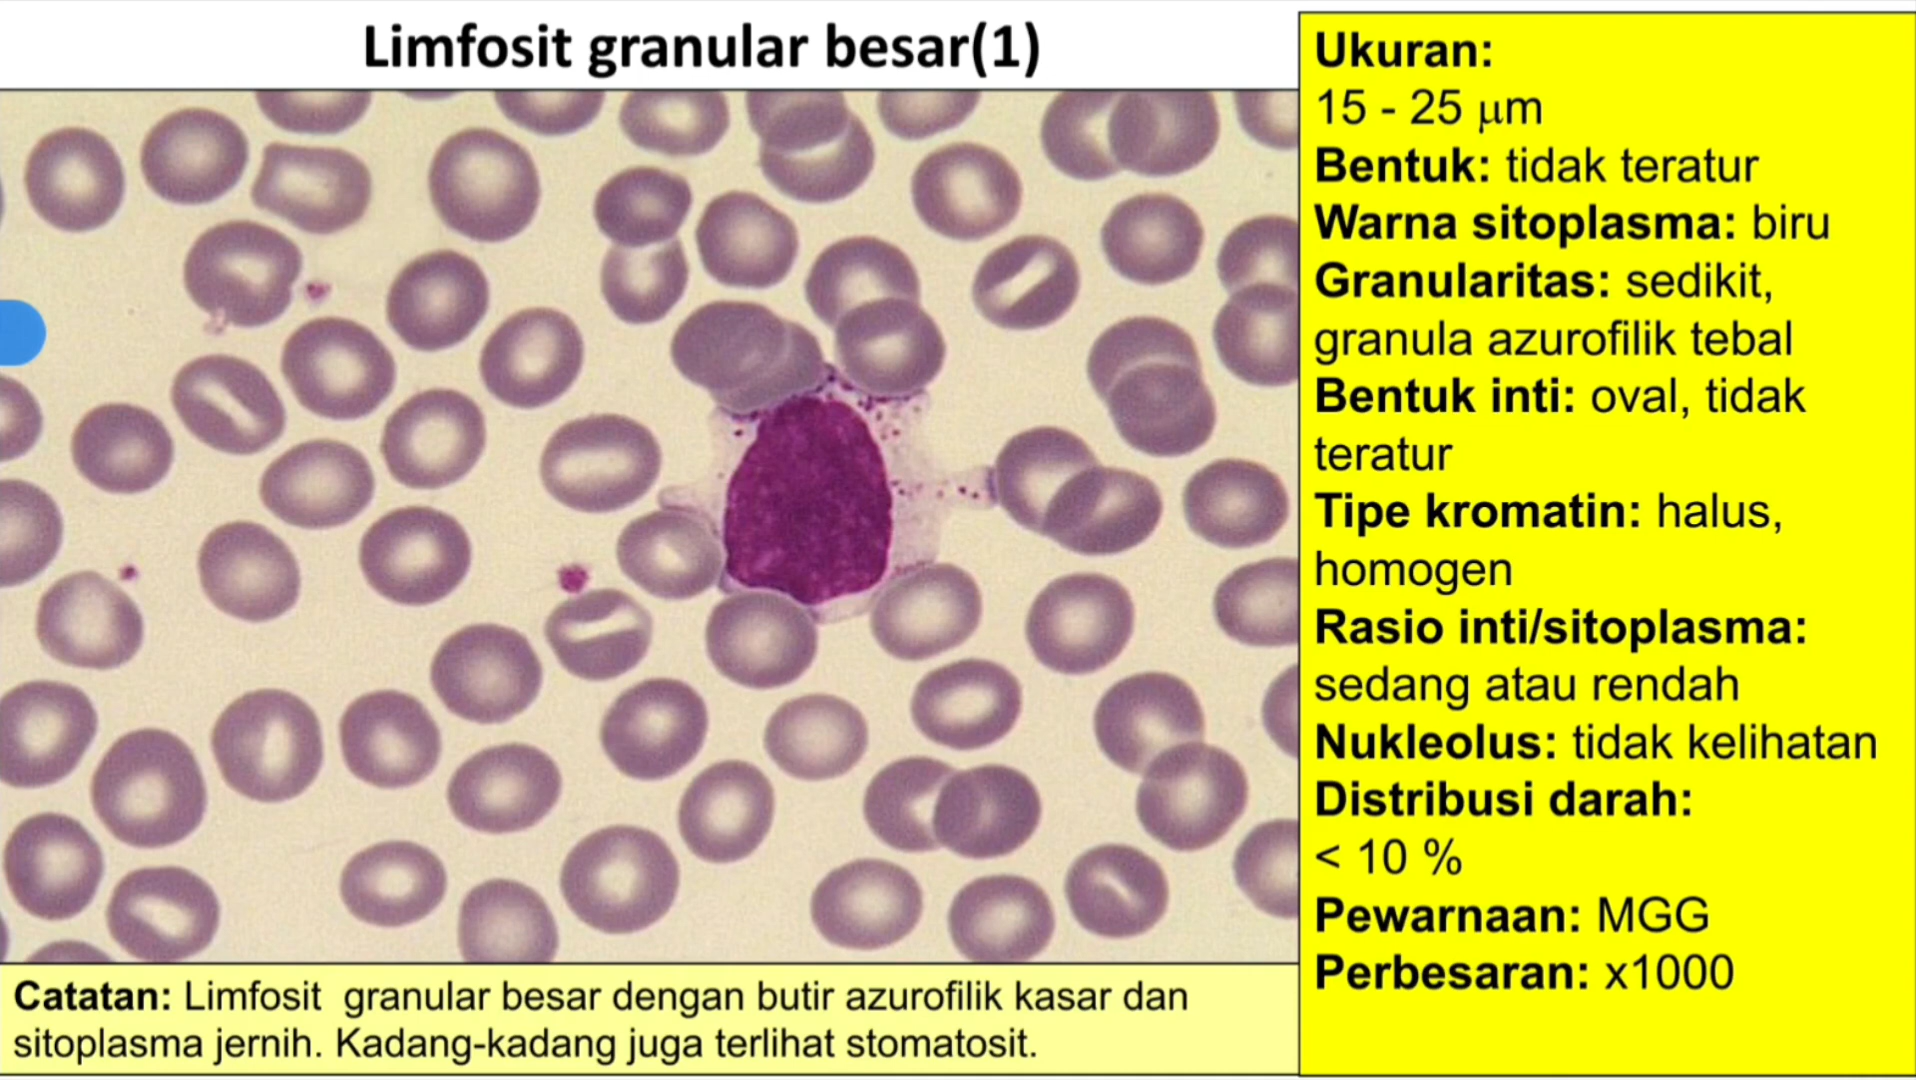 Limfosit granular besar(1)
Ukuran:
15 - 25 μm
Bentuk: tidak teratur
Warna sitoplasma: biru
Granularitas: sedikit,
granula azurofilik tebal
Bentuk inti: oval, tidak
teratur
Tipe kromatin: halus,
homogen
Rasio inti/sitoplasma:
sedang atau rendah
Nukleolus: tidak kelihatan
Distribusi darah:
< 10 %
Pewarnaan: MGG
Perbesaran: x1000
Catatan: Limfosit granular besar dengan butir azurofilik kasar dan
sitoplasma jernih. Kadang-kadang juga terlihat stomatosit.